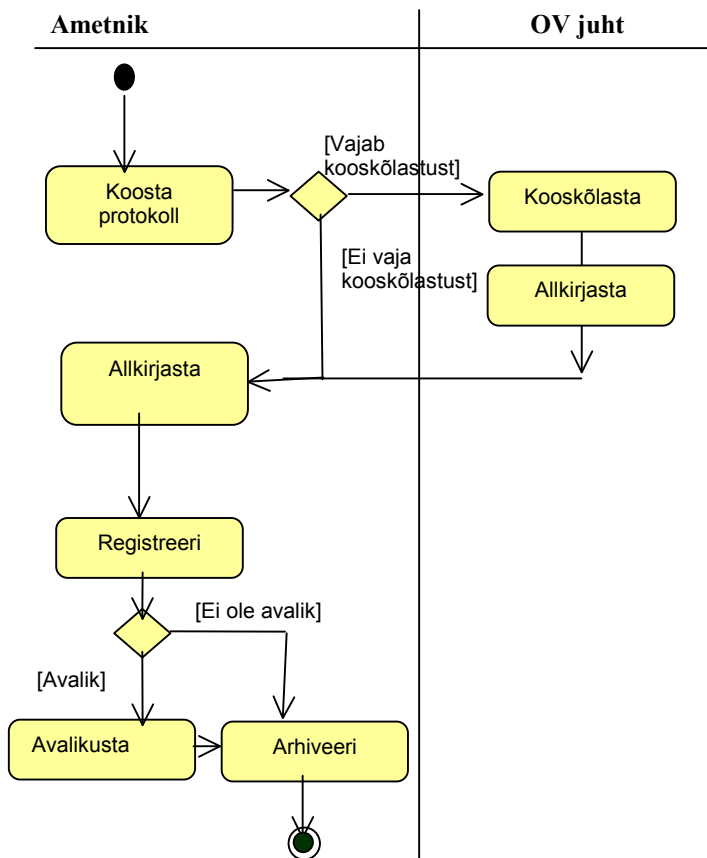 Ametnik
OV juht
[Vajab
kooskõlastust]
Koosta
protokoll
Kooskõlasta
[Ei vaja
kooskõlastust]
Allkirjasta
Allkirjasta
Registreeri
[Ei ole avalik]
[Avalik]
Avalikusta
Arhiveeri